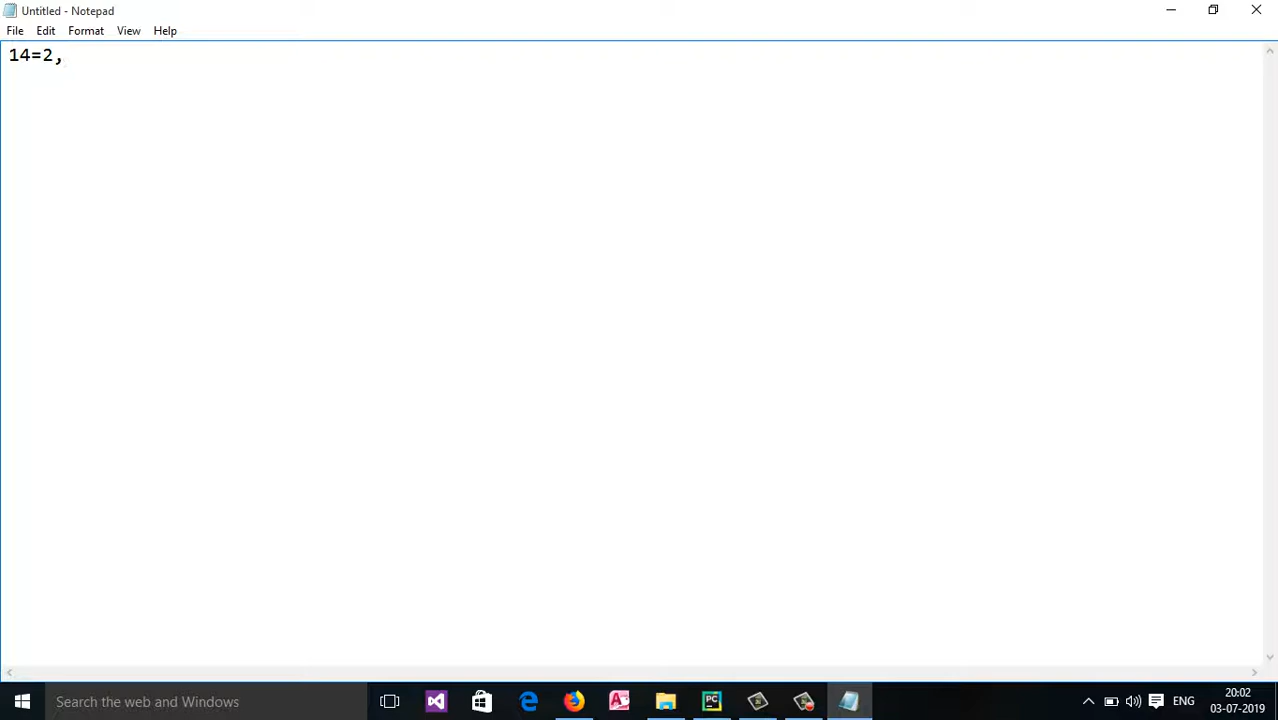 Untitled - Notepad
File Edit Format View Help
14=2,
Search the web and Windows
PC
ENG
20:02
03-07-2019